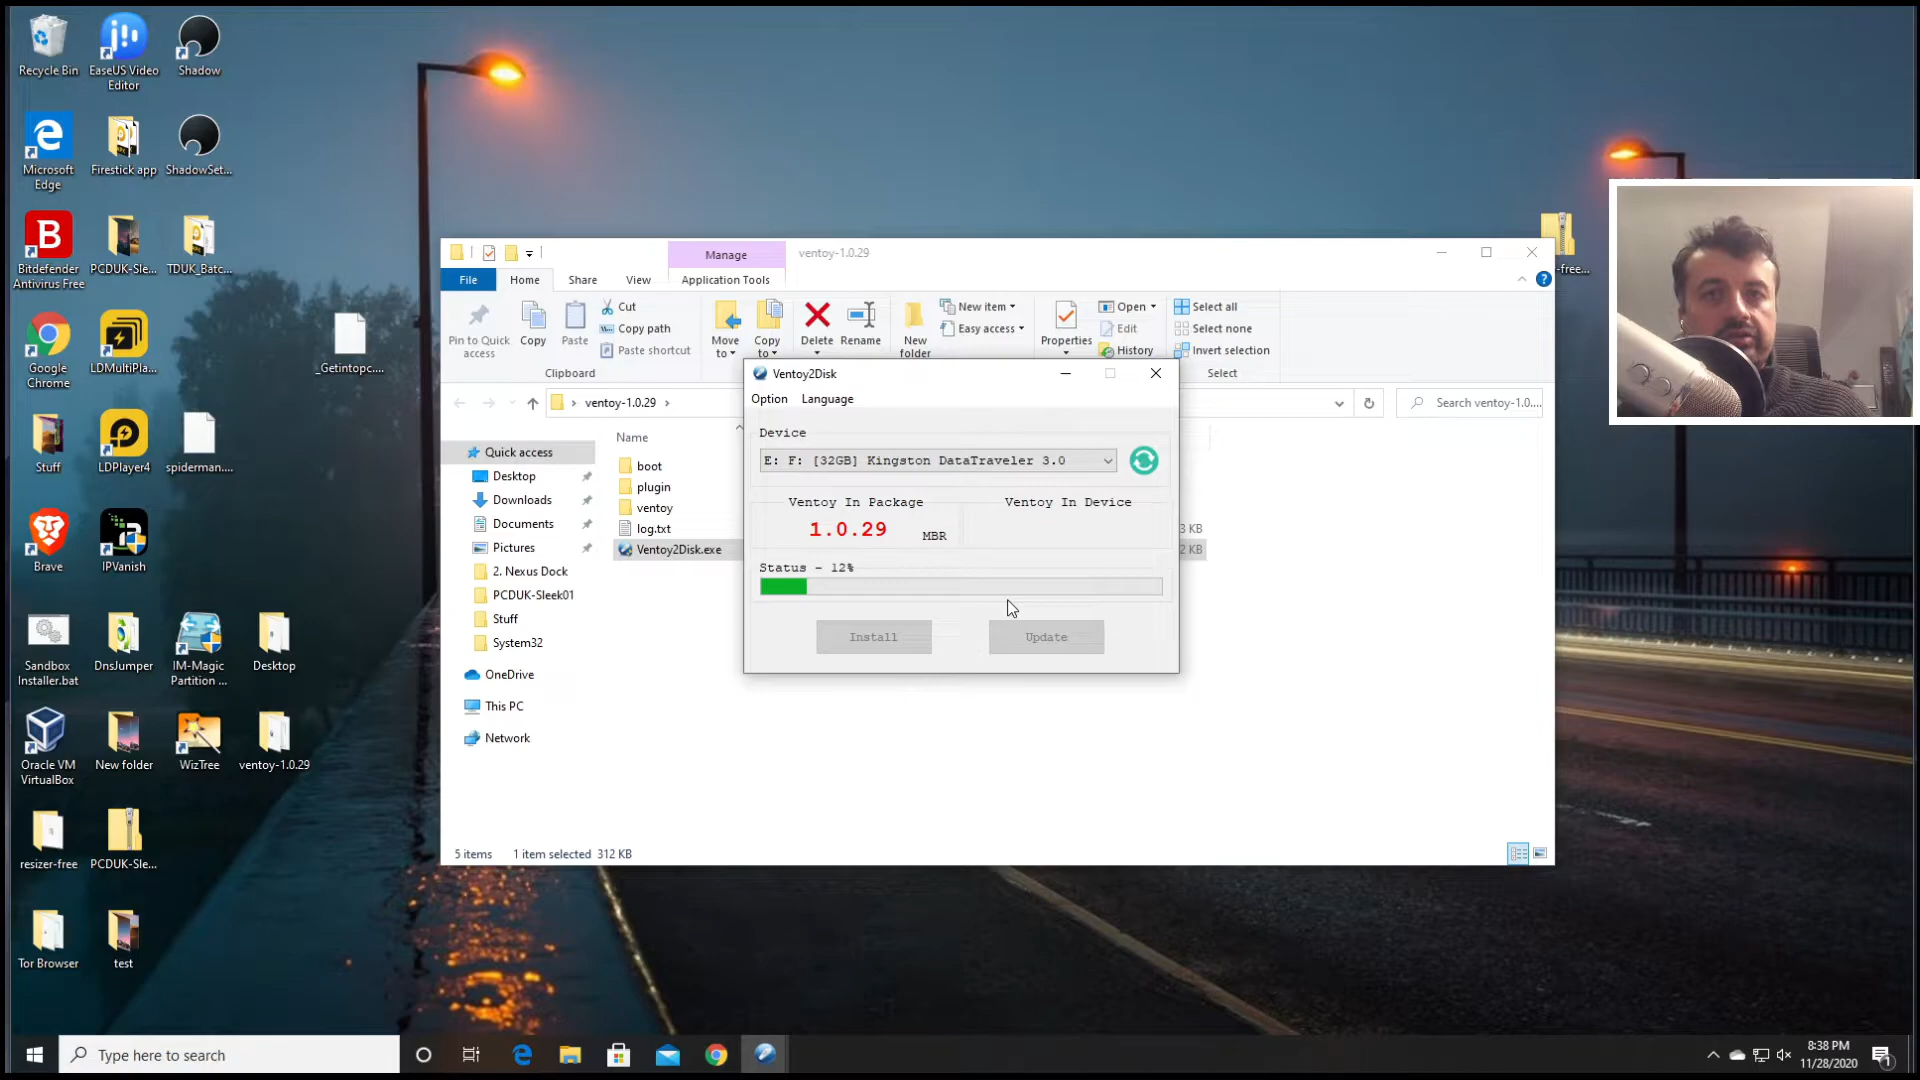 Recycle Bin
EaseUS Video
Editor
Shadow
Microsoft
Edge
Firestick app
ShadowSet...
Bitdefender
Antivirus Free
PCDUK-Sle...
TDUK_Batc...
Google
Chrome
LDMultiPla...
_Getintopc....
Stuff
LDPlayer4
spiderman....
Brave
IPVanish
Sandbox
Installer.bat
DnsJumper
IM-Magic
Partition ...
Desktop
Oracle VM
VirtualBox
New folder
WizTree
ventoy-1.0.29
resizer-free
PCDUK-Sle...
Tor Browser
test
-free...
Manage
ventoy-1.0.29
File
Home
Share
View
Application Tools
Pin to Quick
access
Copy
Paste
Cut
Copy path
Paste shortcut
Clipboard
Move
to
Copy
to
Delete
Rename
New
folder
New item
Easy access
Properties
Open
Edit
History
Select all
Select none
Invert selection
Select
ventoy-1.0.29
Search ventoy-1.0....
Quick access
Desktop
Downloads
Documents
Pictures
2. Nexus Dock
PCDUK-Sleek01
Stuff
System32
OneDrive
This PC
Network
Name
boot
plugin
ventoy
log.txt
3 KB
Ventoy2Disk.exe
2 KB
5 items
1 item selected 312 KB
Ventoy2Disk
Option
Language
Device
E: F: [32GB] Kingston DataTraveler 3.0
Ventoy In Package
Ventoy In Device
1.0.29
MBR
Status - 12%
Install
Update
Type here to search
8:38 PM
11/28/2020
1